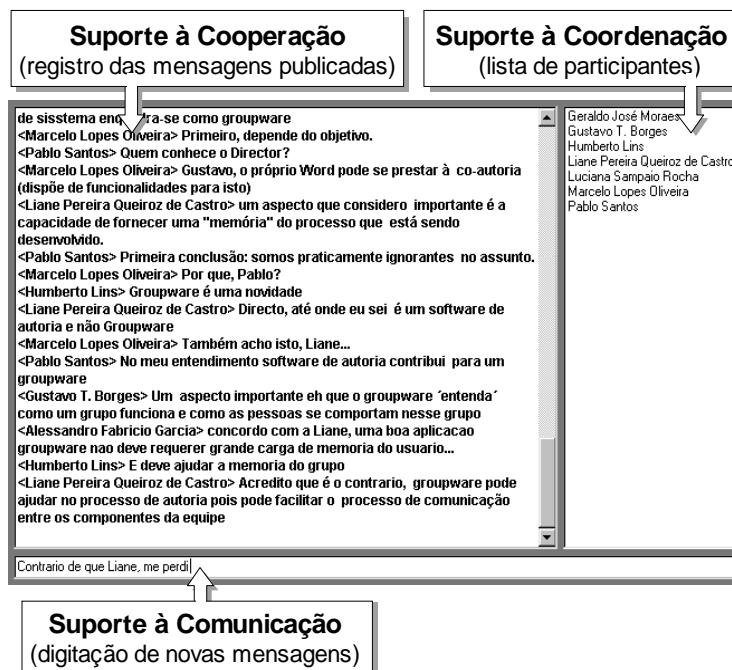 Suporte à Cooperação
(registro das mensagens publicadas)
Suporte à Coordenação
(lista de participantes)
de sisstema enq ra-se como groupware
<Marcelo Lopes Oliveira> Primeiro, depende do objetivo.
<Pablo Santos> Quem conhece o Director?
<Marcelo Lopes Oliveira> Gustavo, o próprio Word pode se prestar à co-autoria
(dispõe de funcionalidades para isto)
<Liane Pereira Queiroz de Castro> um aspecto que considero importante é a
capacidade de fornecer uma "memória" do processo que está sendo
desenvolvido.
<Pablo Santos> Primeira conclusão: somos praticamente ignorantes no assunto.
<Marcelo Lopes Oliveira> Por que, Pablo?
<Humberto Lins> Groupware é uma novidade
<Liane Pereira Queiroz de Castro> Directo, até onde eu sei é um software de
autoria e não Groupware
<Marcelo Lopes Oliveira> Também acho isto, Liane...
<Pablo Santos> No meu entendimento software de autoria contribui para um
groupware
<Gustavo T. Borges> Um aspecto importante eh que o groupware ´entenda´
como um grupo funciona e como as pessoas se comportam nesse grupo
<Alessandro Fabricio Garcia> concordo com a Liane, uma boa aplicacao
groupware nao deve requerer grande carga de memoria do usuario...
<Humberto Lins> E deve ajudar a memoria do grupo
<Liane Pereira Queiroz de Castro> Acredito que é o contrario, groupware pode
ajudar no processo de autoria pois pode facilitar o processo de comunicação
entre os componentes da equipe
Geraldo José Moraes
Gustavo T. Borges
Humberto Lins
Liane Pereira Queiroz de Castro
Luciana Sampaio Rocha
Marcelo Lopes Oliveira
Pablo Santos
Contrario de que Liane, me perdi
Suporte à Comunicação
(digitação de novas mensagens)